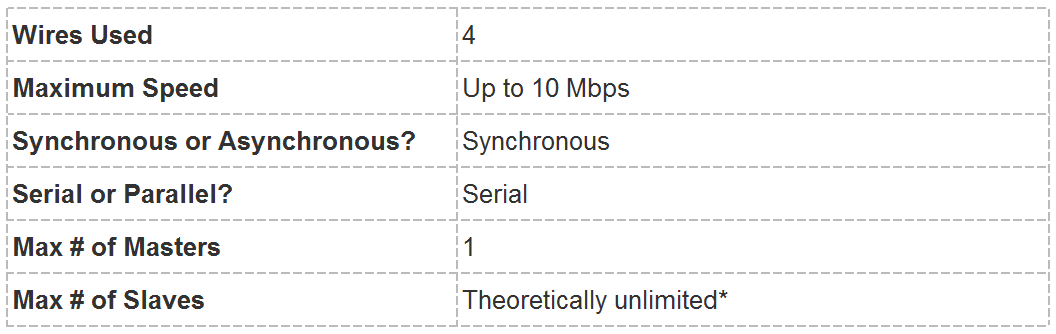 Wires Used 4
Maximum Speed Up to 10 Mbps
Synchronous or Asynchronous? Synchronous
Serial or Parallel? Serial
Max # of Masters 1
Max # of Slaves Theoretically unlimited*